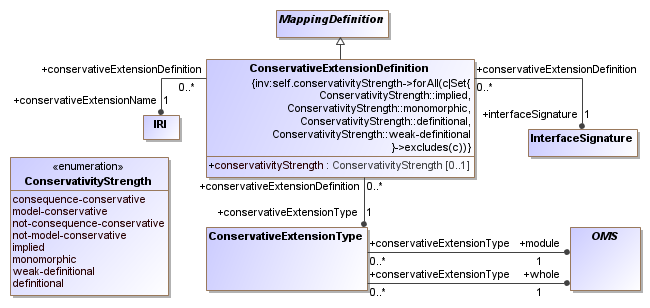 MappingDefinition
ConservativeExtensionDefinition
{inv:self.conservativeStrength->forAll(c|Set{
ConservativityStrength::implied,
ConservativityStrength::monomorphic,
ConservativityStrength::definitional,
ConservativityStrength::weak-definitional
}->excludes(c))}
+conservativityStrength : ConservativityStrength [0..1]
+conservativeExtensionDefinition
0..*
+conservativeExtensionName
1
IRI
+conservativeExtensionDefinition
0..*
+interfaceSignature
1
InterfaceSignature
«enumeration»
ConservativityStrength
consequence-conservative
model-conservative
not-consequence-conservative
not-model-conservative
implied
monomorphic
weak-definitional
definitional
+conservativeExtensionDefinition
0..*
+conservativeExtensionType
1
ConservativeExtensionType
+conservativeExtensionType
0..*
+module
1
+conservativeExtensionType
0..*
+whole
1
OMS